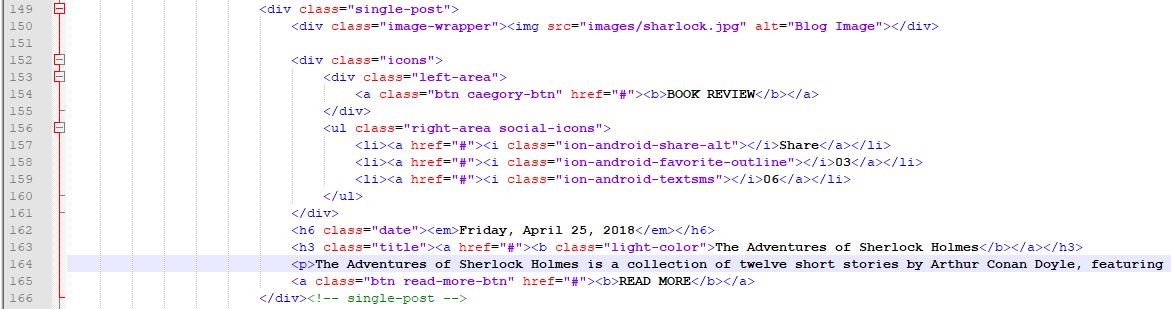 149 <div class="single-post">
150 <div class="image-wrapper"><img src="images/sharlock.jpg" alt="Blog Image"></div>
151
152 <div class="icons">
153 <div class="left-area">
154 <a class="btn caegory-btn" href="#"><b>BOOK REVIEW</b></a>
155 </div>
156 <ul class="right-area social-icons">
157 <li><a href="#"><i class="ion-android-share-alt"></i>Share</a></li>
158 <li><a href="#"><i class="ion-android-favorite-outline"></i>03</a></li>
159 <li><a href="#"><i class="ion-android-textsms"></i>06</a></li>
160 </ul>
161 </div>
162 <h6 class="date"><em>Friday, April 25, 2018</em></h6>
163 <h3 class="title"><a href="#"><b class="light-color">The Adventures of Sherlock Holmes</b></a></h3>
164 <p>The Adventures of Sherlock Holmes is a collection of twelve short stories by Arthur Conan Doyle, featuring
165 <a class="btn read-more-btn" href="#"><b>READ MORE</b></a>
166 </div><!-- single-post -->